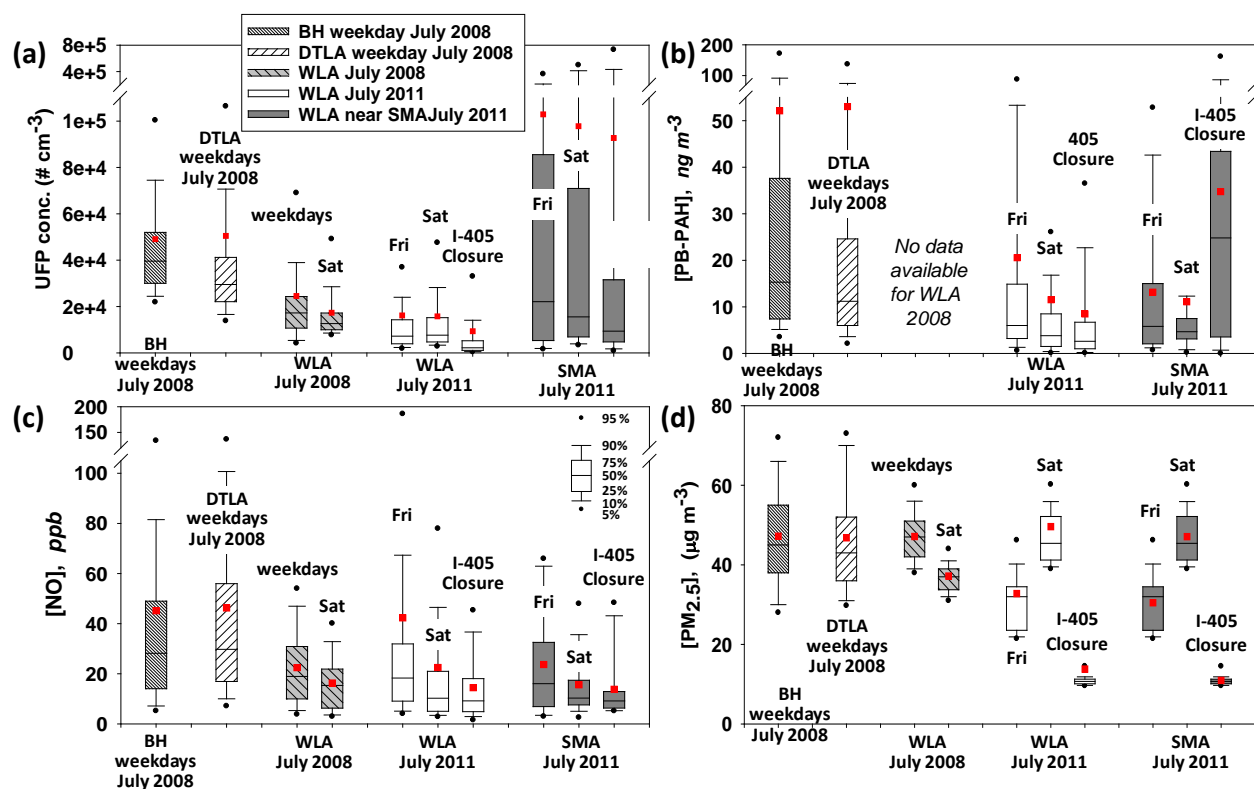 (a)
8e+5
4e+5
1e+5
8e+4
6e+4
4e+4
2e+4
0
UFP conc. (# cm-3)
BH weekday July 2008
DTLA weekday July 2008
WLA July 2008
WLA July 2011
WLA near SMAJuly 2011
DTLA
weekdays
July 2008
weekdays
Sat
Fri
Sat
I-405
Closure
Fri
Sat
BH
weekdays
July 2008
WLA
July 2008
WLA
July 2011
SMA
July 2011
(b)
200
150
100
50
40
30
20
10
0
[PB-PAH], ng m-3
DTLA
weekdays
July 2008
No data
available
for WLA
2008
Fri
Sat
405
Closure
Fri
Sat
I-405
Closure
BH
weekdays
July 2008
WLA
July 2011
SMA
July 2011
(c)
200
150
100
80
60
40
20
0
[NO], ppb
DTLA
weekdays
July 2008
weekdays
Sat
Fri
Sat
I-405
Closure
Fri
Sat
I-405
Closure
95 %
90%
75%
50%
25%
10%
5%
BH
weekdays
July 2008
WLA
July 2008
WLA
July 2011
SMA
July 2011
(d)
80
60
40
20
0
[PM2.5], (μg m-3)
BH
weekdays
July 2008
DTLA
weekdays
July 2008
weekdays
Sat
Fri
Sat
I-405
Closure
Fri
Sat
I-405
Closure
WLA
July 2008
WLA
July 2011
SMA
July 2011